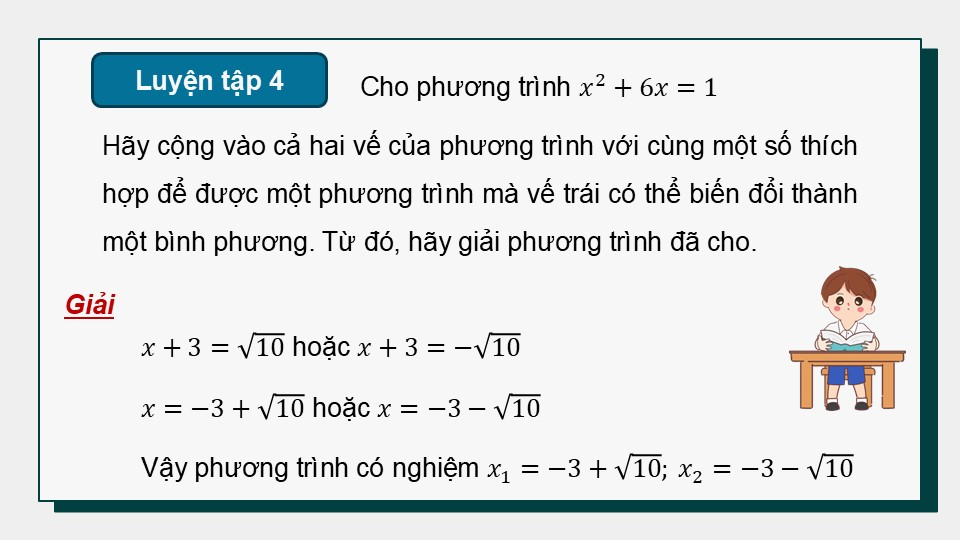 Luyện tập 4
Cho phương trình 𝑥² + 6𝑥 = 1
Hãy cộng vào cả hai vế của phương trình với cùng một số thích
hợp để được một phương trình mà vế trái có thể biến đổi thành
một bình phương. Từ đó, hãy giải phương trình đã cho.
Giải
𝑥 + 3 = √10 hoặc 𝑥 + 3 = −√10
𝑥 = −3 + √10 hoặc 𝑥 = −3 − √10
Vậy phương trình có nghiệm 𝑥₁ = −3 + √10; 𝑥₂ = −3 − √10